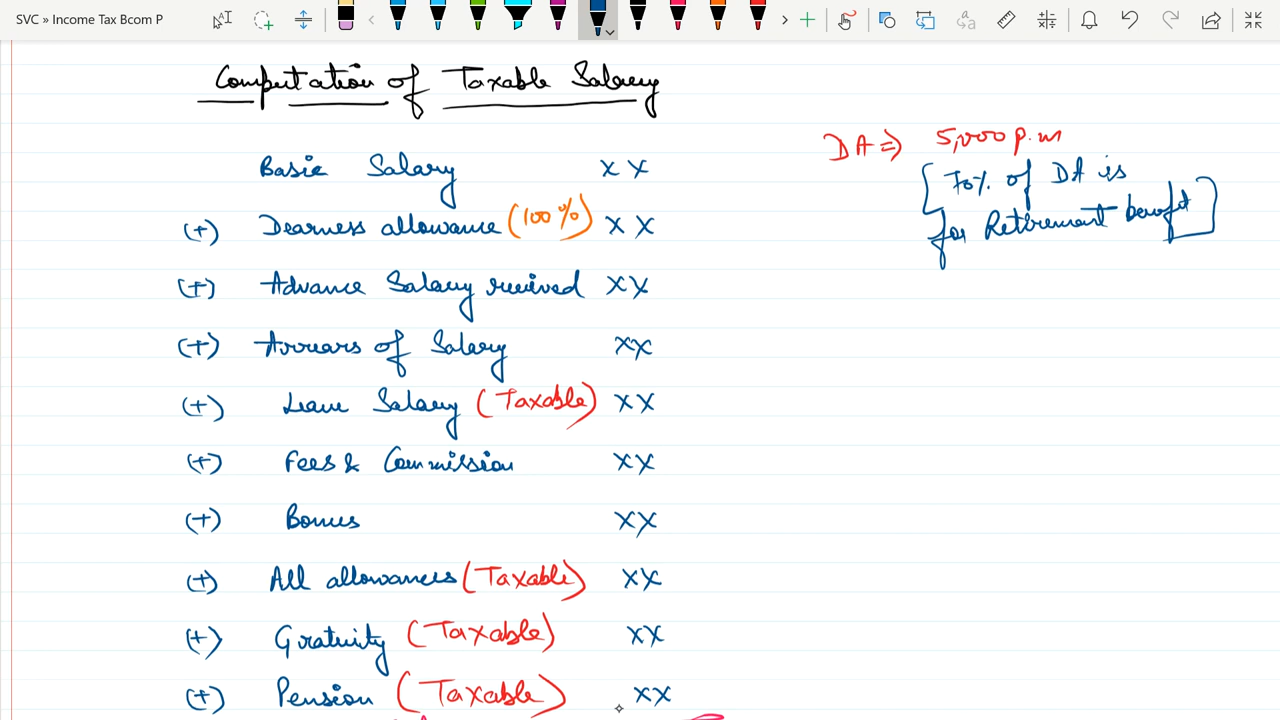 SVC » Income Tax Bcom P
Computation of Taxable Salary
Basic Salary XX
(+) Dearness allowance (100%) XX
(+) Advance Salary received XX
(+) Arrears of Salary XX
(+) Leave Salary (Taxable) XX
(+) Fees & Commission XX
(+) Bonus XX
(+) All allowances (Taxable) XX
(+) Gratuity (Taxable) XX
(+) Pension (Taxable) XX
DA ⇒ 5,000 p.m
[70% of DA is
for Retirement benefit]